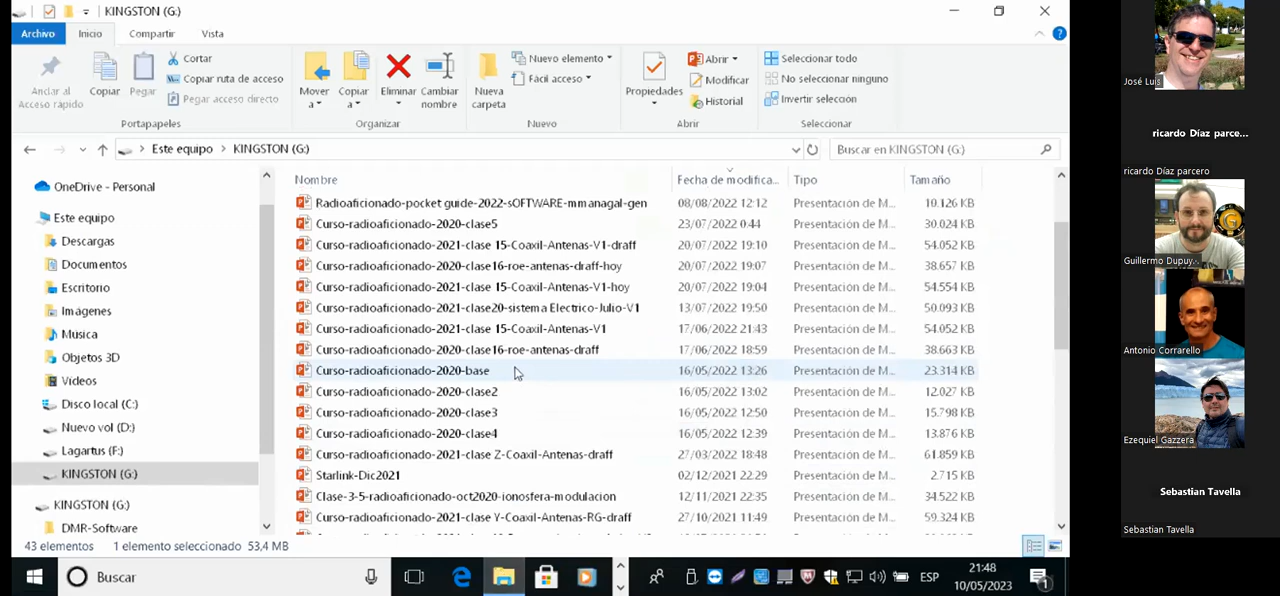 KINGSTON (G:)
Archivo Inicio Compartir Vista
Anclar al Acceso rápido
Copiar
Pegar
Cortar
Copiar ruta de acceso
Pegar acceso directo
Portapapeles
Mover a
Copiar a
Eliminar
Cambiar nombre
Organizar
Nueva carpeta
Nuevo elemento
Fácil acceso
Nuevo
Propiedades
Abrir
Modificar
Historial
Abrir
Seleccionar todo
No seleccionar ninguno
Invertir selección
Seleccionar
Este equipo > KINGSTON (G:)
Buscar en KINGSTON (G:)
OneDrive - Personal
Este equipo
Descargas
Documentos
Escritorio
Imágenes
Música
Objetos 3D
Vídeos
Disco local (C:)
Nuevo vol (D:)
Lagartus (F:)
KINGSTON (G:)
KINGSTON (G:)
DMR-Software
Nombre Fecha de modifica... Tipo Tamaño
Radioaficionado-pocket guide-2022-sOFTWARE-mmanagal-gen 08/08/2022 12:12 Presentación de M... 10.126 KB
Curso-radioaficionado-2020-clase5 23/07/2022 0:44 Presentación de M... 30.024 KB
Curso-radioaficionado-2021-clase 15-Coaxil-Antenas-V1-draff 20/07/2022 19:10 Presentación de M... 54.052 KB
Curso-radioaficionado-2020-clase16-roe-antenas-draff-hoy 20/07/2022 19:07 Presentación de M... 38.657 KB
Curso-radioaficionado-2021-clase 15-Coaxil-Antenas-V1-hoy 20/07/2022 19:04 Presentación de M... 54.554 KB
Curso-radioaficionado-2021-clase20-sistema Electrico-Julio-V1 13/07/2022 19:50 Presentación de M... 50.093 KB
Curso-radioaficionado-2021-clase 15-Coaxil-Antenas-V1 17/06/2022 21:43 Presentación de M... 54.052 KB
Curso-radioaficionado-2020-clase16-roe-antenas-draff 17/06/2022 18:59 Presentación de M... 38.663 KB
Curso-radioaficionado-2020-base 16/05/2022 13:26 Presentación de M... 23.314 KB
Curso-radioaficionado-2020-clase2 16/05/2022 13:02 Presentación de M... 12.027 KB
Curso-radioaficionado-2020-clase3 16/05/2022 12:50 Presentación de M... 15.798 KB
Curso-radioaficionado-2020-clase4 16/05/2022 12:39 Presentación de M... 13.876 KB
Curso-radioaficionado-2021-clase Z-Coaxil-Antenas-draff 27/03/2022 18:48 Presentación de M... 61.859 KB
Starlink-Dic2021 02/12/2021 22:29 Presentación de M... 2.715 KB
Clase-3-5-radioaficionado-oct2020-ionosfera-modulacion 12/11/2021 22:35 Presentación de M... 34.522 KB
Curso-radioaficionado-2021-clase Y-Coaxil-Antenas-RG-draff 27/10/2021 11:49 Presentación de M... 59.324 KB
43 elementos 1 elemento seleccionado 53,4 MB
Buscar
ESP
21:48
10/05/2023
1
José Luis
ricardo Díaz parce...
ricardo Díaz parcero
Guillermo Dupuy...
Antonio Corrarello
Ezequiel Gazzera
Sebastian Tavella
Sebastian Tavella